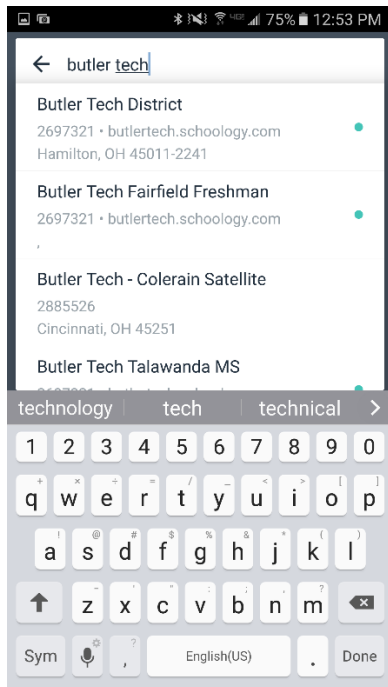 75% 12:53 PM
butler tech
Butler Tech District
2697321 • butlertech.schoology.com
Hamilton, OH 45011-2241
Butler Tech Fairfield Freshman
2697321 • butlertech.schoology.com
,
Butler Tech - Colerain Satellite
2885526
Cincinnati, OH 45251
Butler Tech Talawanda MS
technology tech technical >
1 2 3 4 5 6 7 8 9 0
+ × ÷ = / _ < > [ ]
q w e r t y u i o p
! @ # $ % & * ( )
a s d f g h j k l
- ' " : ; , ?
z x c v b n m
Sym , ? English(US) . Done